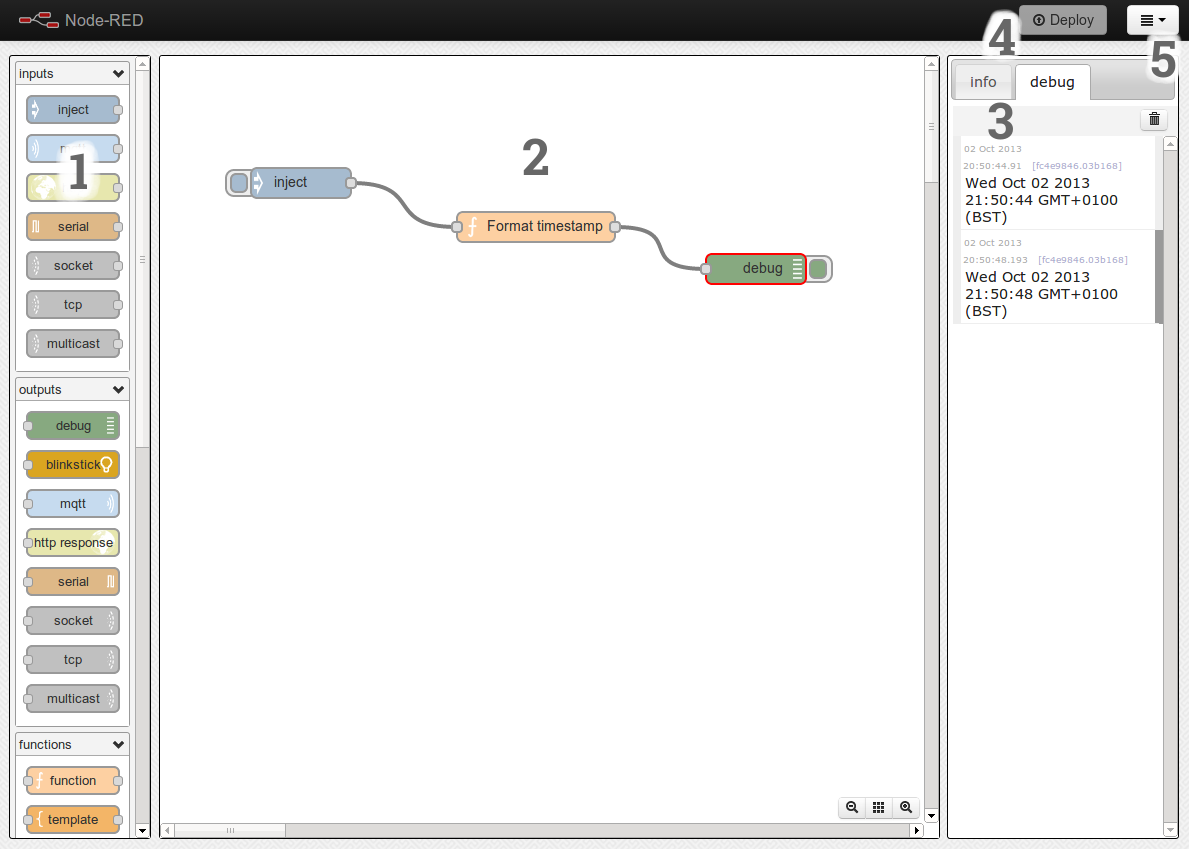 Node-RED
4
Deploy
5
inputs
inject
1
serial
socket
tcp
multicast
outputs
debug
blinkstick
mqtt
http response
serial
socket
tcp
multicast
functions
function
template
2
inject
Format timestamp
debug
info
debug
3
02 Oct 2013
20:50:44.91 [fc4e9846.03b168]
Wed Oct 02 2013
21:50:44 GMT+0100
(BST)
02 Oct 2013
20:50:48.193 [fc4e9846.03b168]
Wed Oct 02 2013
21:50:48 GMT+0100
(BST)